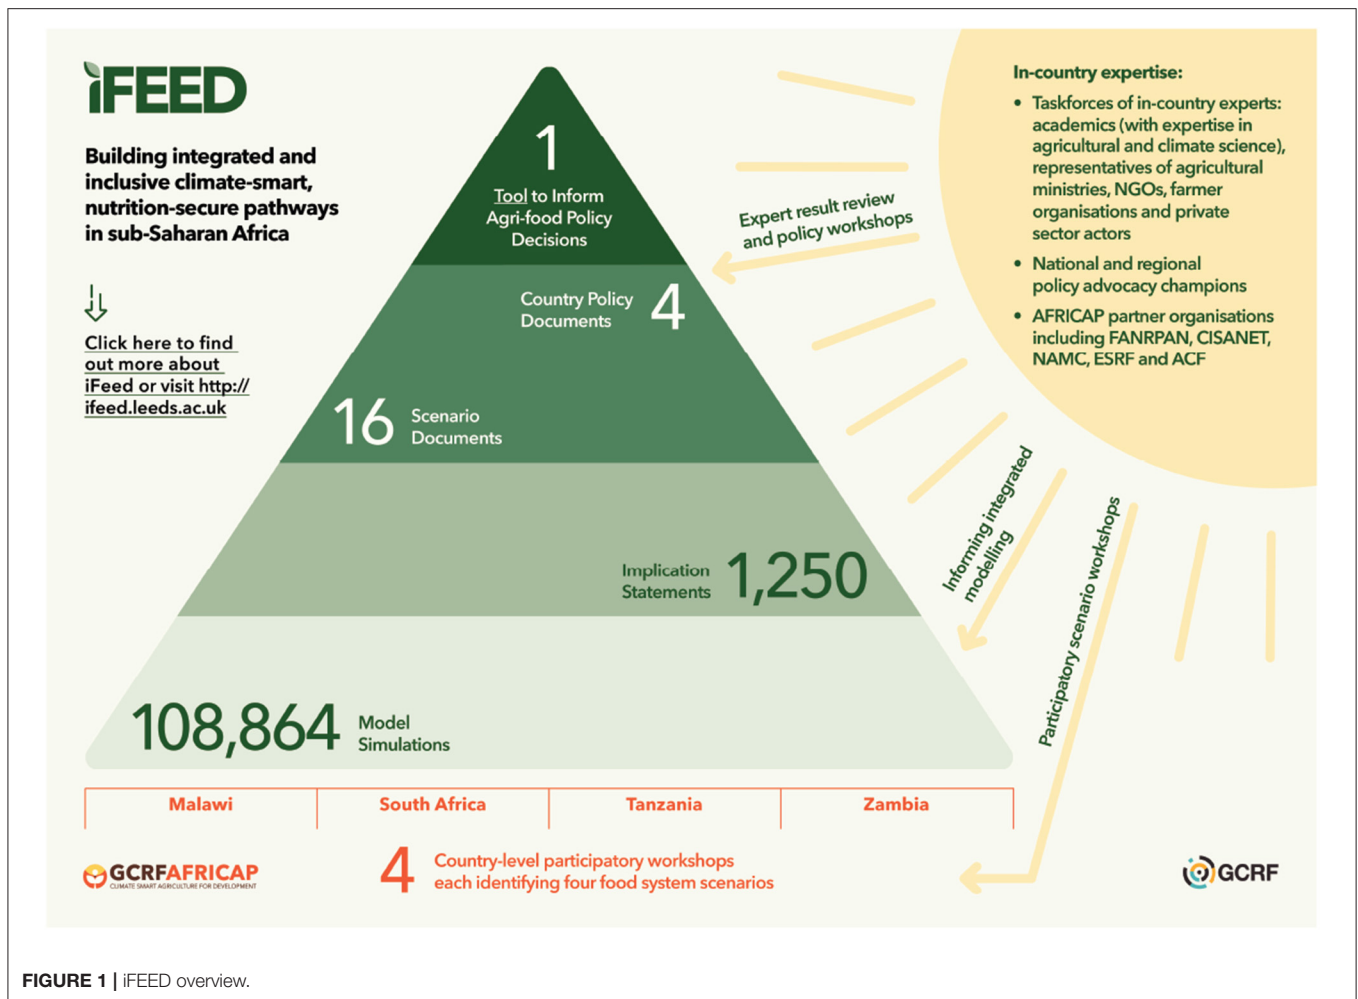 iFEED
Building integrated and
inclusive climate-smart,
nutrition-secure pathways
in sub-Saharan Africa
Click here to find
out more about
iFeed or visit http://
ifeed.leeds.ac.uk
1
Tool to Inform
Agri-food Policy
Decisions
Country Policy
Documents
4
16
Scenario
Documents
Implication
Statements
1,250
108,864
Model
Simulations
In-country expertise:
• Taskforces of in-country experts:
academics (with expertise in
agricultural and climate science),
representatives of agricultural
ministries, NGOs, farmer
organisations and private
sector actors
• National and regional
policy advocacy champions
• AFRICAP partner organisations
including FANRPAN, CISANET,
NAMC, ESRF and ACF
Expert result review
and policy workshops
Informing integrated
modelling
Participatory scenario workshops
Malawi
South Africa
Tanzania
Zambia
GCRFAFRICAP
CLIMATE SMART AGRICULTURE FOR DEVELOPMENT
4
Country-level participatory workshops
each identifying four food system scenarios
GCRF
FIGURE 1 | iFEED overview.